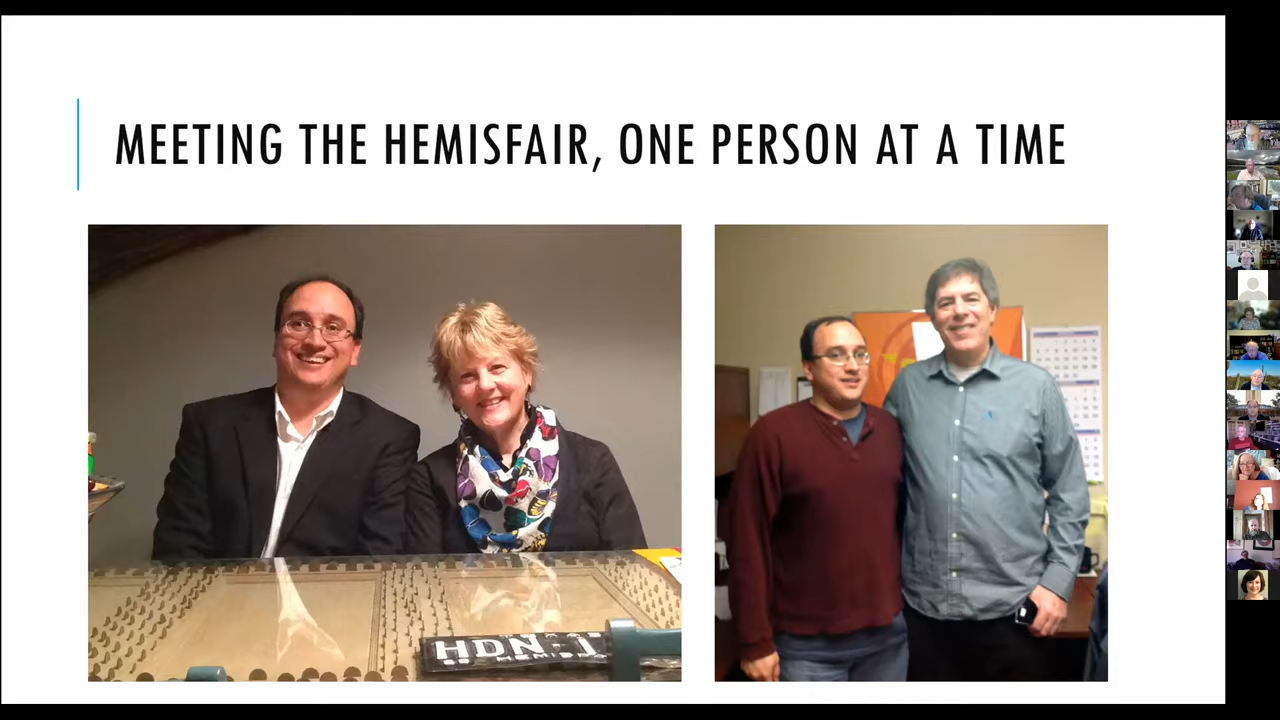 MEETING THE HEMISFAIR, ONE PERSON AT A TIME
HDN-1